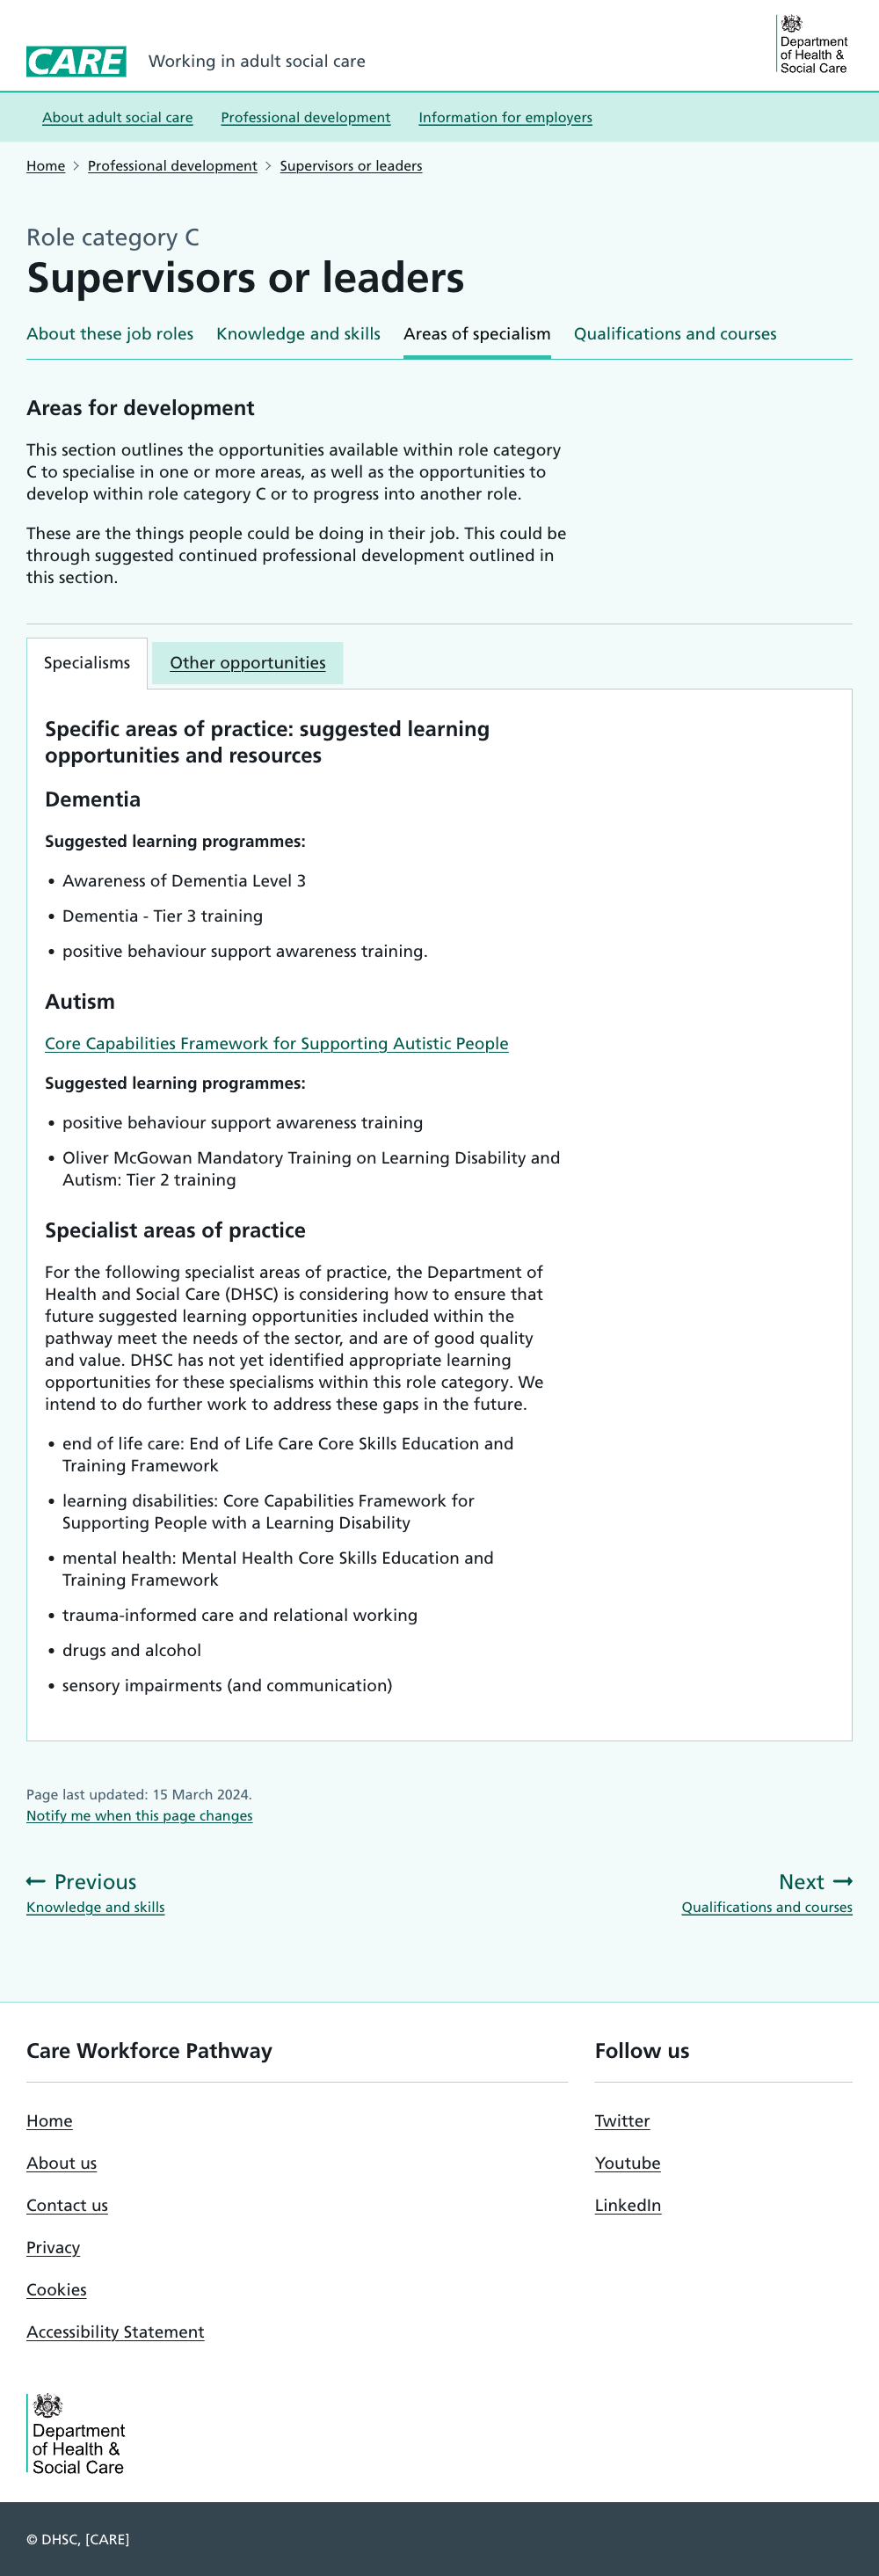 CARE Working in adult social care
Department
of Health &
Social Care
About adult social care Professional development Information for employers
Home Professional development Supervisors or leaders
Role category C
Supervisors or leaders
About these job roles Knowledge and skills Areas of specialism Qualifications and courses
Areas for development
This section outlines the opportunities available within role category
C to specialise in one or more areas, as well as the opportunities to
develop within role category C or to progress into another role.
These are the things people could be doing in their job. This could be
through suggested continued professional development outlined in
this section.
Specialisms Other opportunities
Specific areas of practice: suggested learning
opportunities and resources
Dementia
Suggested learning programmes:
• Awareness of Dementia Level 3
• Dementia - Tier 3 training
• positive behaviour support awareness training.
Autism
Core Capabilities Framework for Supporting Autistic People
Suggested learning programmes:
• positive behaviour support awareness training
• Oliver McGowan Mandatory Training on Learning Disability and
Autism: Tier 2 training
Specialist areas of practice
For the following specialist areas of practice, the Department of
Health and Social Care (DHSC) is considering how to ensure that
future suggested learning opportunities included within the
pathway meet the needs of the sector, and are of good quality
and value. DHSC has not yet identified appropriate learning
opportunities for these specialisms within this role category. We
intend to do further work to address these gaps in the future.
• end of life care: End of Life Care Core Skills Education and
Training Framework
• learning disabilities: Core Capabilities Framework for
Supporting People with a Learning Disability
• mental health: Mental Health Core Skills Education and
Training Framework
• trauma-informed care and relational working
• drugs and alcohol
• sensory impairments (and communication)
Page last updated: 15 March 2024.
Notify me when this page changes
Previous
Knowledge and skills
Next
Qualifications and courses
Care Workforce Pathway
Home
About us
Contact us
Privacy
Cookies
Accessibility Statement
Follow us
Twitter
Youtube
LinkedIn
Department
of Health &
Social Care
© DHSC, [CARE]